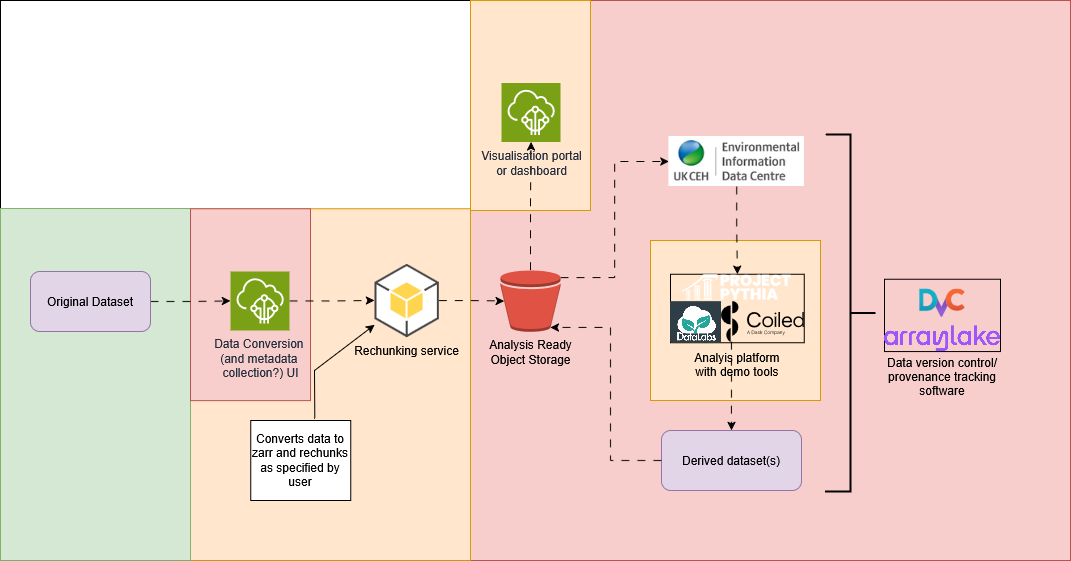 Visualisation portal
or dashboard
UK CEH
Environmental
Information
Data Centre
Original Dataset
Data Conversion
(and metadata
collection?) UI
Rechunking service
Converts data to
zarr and rechunks
as specified by
user
Analysis Ready
Object Storage
PROJECT
PYTHIA
DataLabs
Coiled
A Dask Company
Analyis platform
with demo tools
Derived dataset(s)
DVC
arraylake
Data version control/
provenance tracking
software